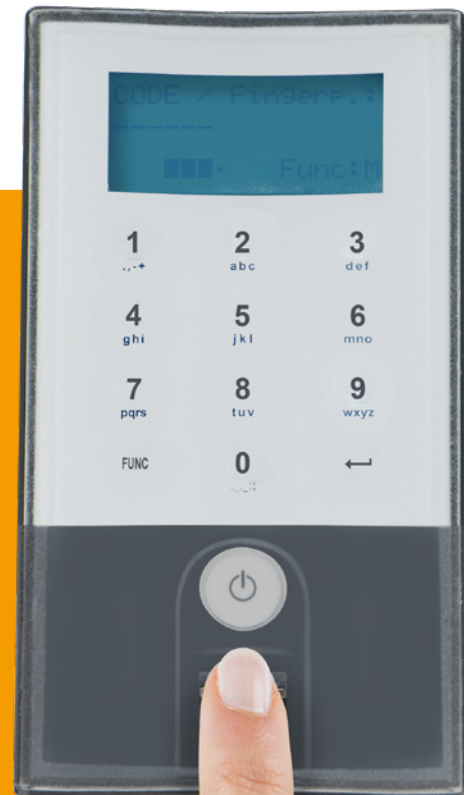 CODE / Fingerp.:
------
Func:M
1 2 3
.,-+ abc def
4 5 6
ghi jkl mno
7 8 9
pqrs tuv wxyz
FUNC 0